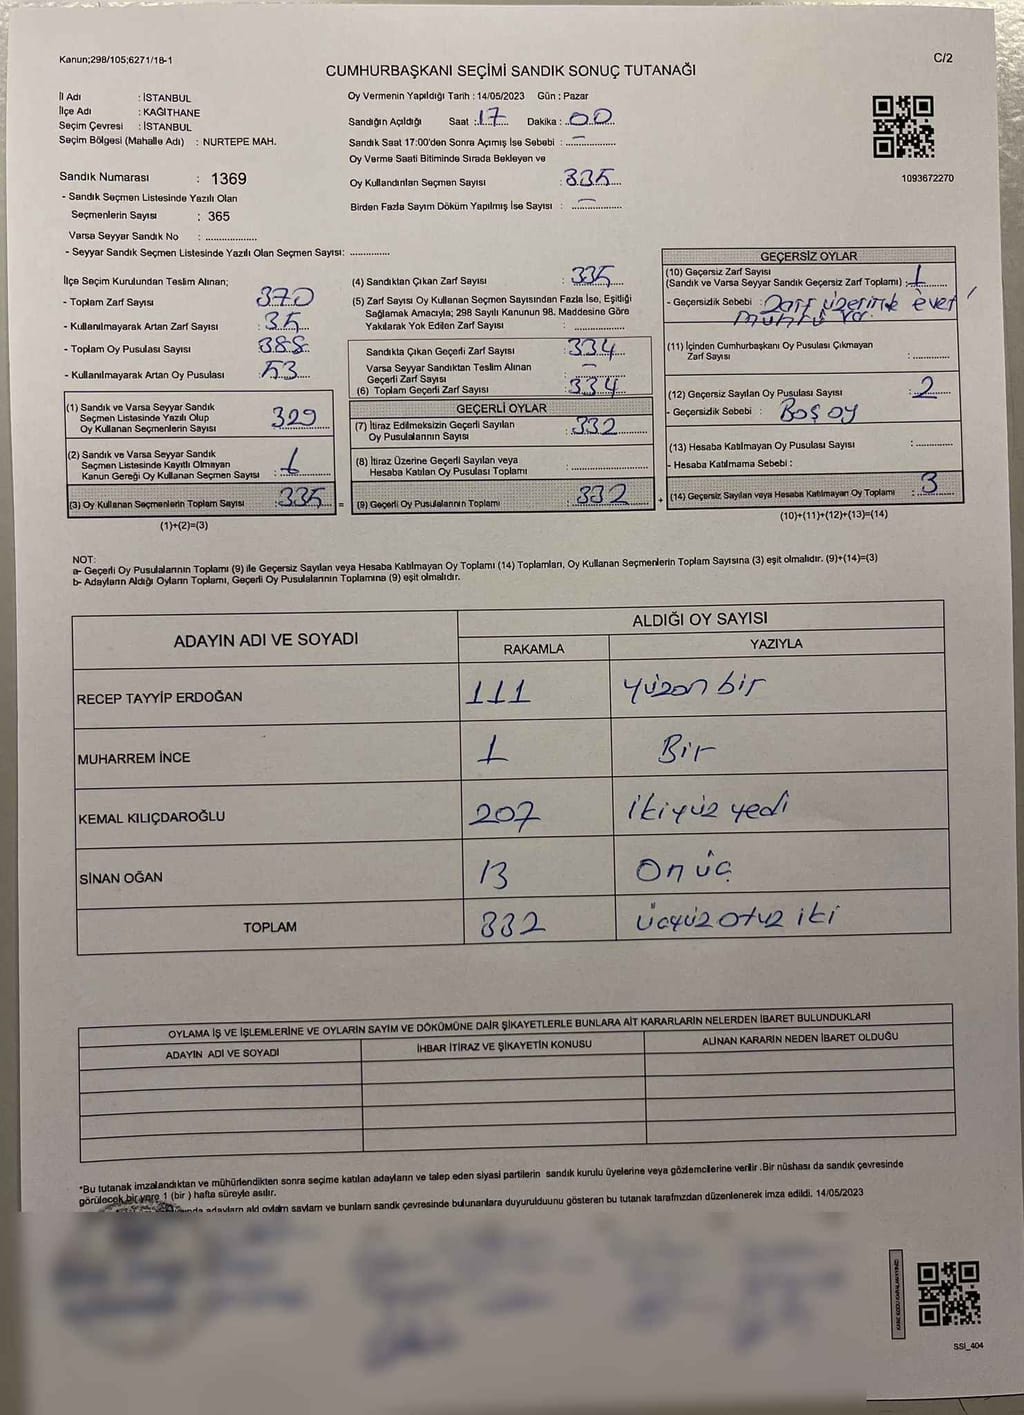 Kanun;298/105;6271/18-1
C/2
CUMHURBAŞKANI SEÇİMİ SANDIK SONUÇ TUTANAĞI
İl Adı : İSTANBUL
İlçe Adı : KAĞITHANE
Seçim Çevresi : İSTANBUL
Seçim Bölgesi (Mahalle Adı) : NURTEPE MAH.
Sandık Numarası : 1369
- Sandık Seçmen Listesinde Yazılı Olan
Seçmenlerin Sayısı : 365
Varsa Seyyar Sandık No : ................
- Seyyar Sandık Seçmen Listesinde Yazılı Olan Seçmen Sayısı: ............
Oy Vermenin Yapıldığı Tarih : 14/05/2023 Gün : Pazar
Sandığın Açıldığı Saat : 17 Dakika : 00
Sandık Saat 17:00'den Sonra Açımış İse Sebebi : —
Oy Verme Saati Bitiminde Sırada Bekleyen ve
Oy Kullandırılan Seçmen Sayısı : 335
Birden Fazla Sayım Döküm Yapılmış İse Sayısı : —
1093672270
İlçe Seçim Kurulundan Teslim Alınan;
- Toplam Zarf Sayısı : 370
- Kullanılmayarak Artan Zarf Sayısı : 35
- Toplam Oy Pusulası Sayısı : 388
- Kullanılmayarak Artan Oy Pusulası : 53
(1) Sandık ve Varsa Seyyar Sandık
Seçmen Listesinde Yazılı Olup
Oy Kullanan Seçmenlerin Sayısı : 329
(2) Sandık ve Varsa Seyyar Sandık
Seçmen Listesinde Kayıtlı Olmayan
Kanun Gereği Oy Kullanan Seçmen Sayısı : 6
(3) Oy Kullanan Seçmenlerin Toplam Sayısı : 335 =
(1)+(2)=(3)
(4) Sandıktan Çıkan Zarf Sayısı : 335
(5) Zarf Sayısı Oy Kullanan Seçmen Sayısından Fazla İse, Eşitliği
Sağlamak Amacıyla; 298 Sayılı Kanunun 98. Maddesine Göre
Yakılarak Yok Edilen Zarf Sayısı : ............
Sandıkta Çıkan Geçerli Zarf Sayısı : 334
Varsa Seyyar Sandıktan Teslim Alınan
Geçerli Zarf Sayısı : —
(6) Toplam Geçerli Zarf Sayısı : 334
GEÇERLİ OYLAR
(7) İtiraz Edilmeksizin Geçerli Sayılan
Oy Pusulalarının Sayısı : 332
(8) İtiraz Üzerine Geçerli Sayılan veya
Hesaba Katılan Oy Pusulası Toplamı : ............
(9) Geçerli Oy Pusulalarının Toplamı : 332 +
GEÇERSİZ OYLAR
(10) Geçersiz Zarf Sayısı
(Sandık ve Varsa Seyyar Sandık Geçersiz Zarf Toplamı) : 1
- Geçersizlik Sebebi : Zarf üzerinde evet
mührü var.
(11) İçinden Cumhurbaşkanı Oy Pusulası Çıkmayan
Zarf Sayısı : ............
(12) Geçersiz Sayılan Oy Pusulası Sayısı : 2
- Geçersizlik Sebebi : Boş oy
(13) Hesaba Katılmayan Oy Pusulası Sayısı : ............
- Hesaba Katılmama Sebebi :
(14) Geçersiz Sayılan veya Hesaba Katılmayan Oy Toplamı : 3
(10)+(11)+(12)+(13)=(14)
NOT:
a- Geçerli Oy Pusulalarının Toplamı (9) ile Geçersiz Sayılan veya Hesaba Katılmayan Oy Toplamı (14) Toplamları, Oy Kullanan Seçmenlerin Toplam Sayısına (3) eşit olmalıdır. (9)+(14)=(3)
b- Adayların Aldığı Oyların Toplamı, Geçerli Oy Pusulalarının Toplamına (9) eşit olmalıdır.
ADAYIN ADI VE SOYADI
ALDIĞI OY SAYISI
RAKAMLA YAZIYLA
RECEP TAYYİP ERDOĞAN 111 Yüzon bir
MUHARREM İNCE 1 Bir
KEMAL KILIÇDAROĞLU 207 ikiyüz yedi
SİNAN OĞAN 13 On üç
TOPLAM 332 Üçyüz otuz iki
OYLAMA İŞ VE İŞLEMLERİNE VE OYLARIN SAYIM VE DÖKÜMÜNE DAİR ŞİKAYETLERLE BUNLARA AİT KARARLARIN NELERDEN İBARET BULUNDUKLARI
ADAYIN ADI VE SOYADI İHBAR İTİRAZ VE ŞİKAYETİN KONUSU ALINAN KARARIN NEDEN İBARET OLDUĞU
*Bu tutanak imzalandıktan ve mühürlendikten sonra seçime katılan adayların ve talep eden siyasi partilerin sandık kurulu üyelerine veya gözlemcilerine verilir .Bir nüshası da sandık çevresinde
görülecek bir yere 1 (bir ) hafta süreyle asılır.
ve bunların sandk çevresinde bulunanlara duyurulduunu gösteren bu tutanak tarafımzdan düzenlenerek imza edildi. 14/05/2023
SSI_404